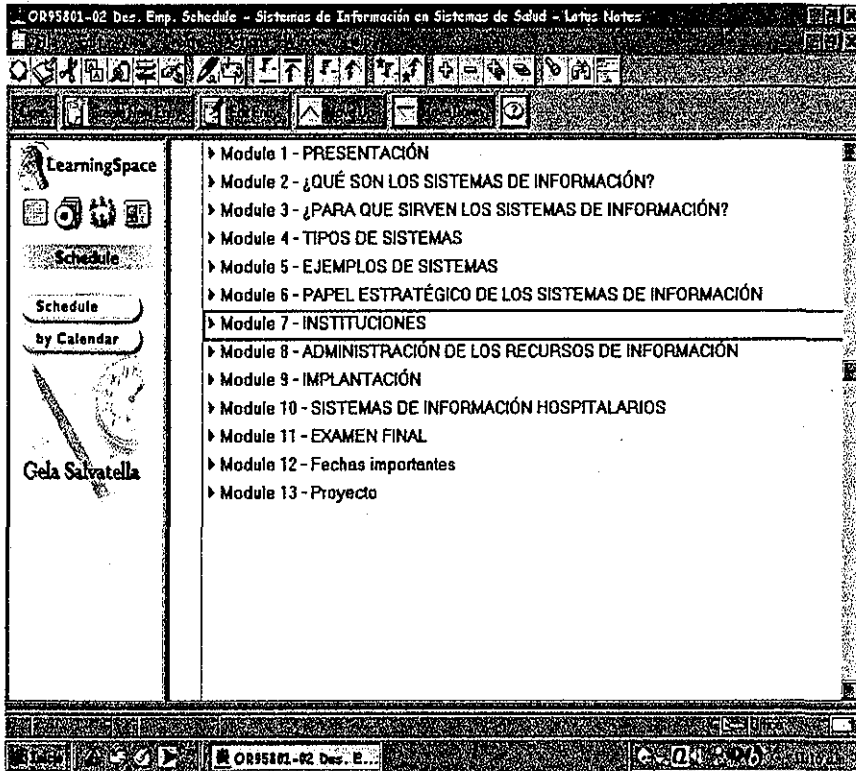 OR95801-02 Des. Emp. Schedule - Sistemas de Información en Sistemas de Salud - Lotus Notes
LearningSpace
Schedule
Schedule
by Calendar
Gela Salvatella
Module 1 - PRESENTACIÓN
Module 2 - ¿QUÉ SON LOS SISTEMAS DE INFORMACIÓN?
Module 3 - ¿PARA QUE SIRVEN LOS SISTEMAS DE INFORMACIÓN?
Module 4 - TIPOS DE SISTEMAS
Module 5 - EJEMPLOS DE SISTEMAS
Module 6 - PAPEL ESTRATÉGICO DE LOS SISTEMAS DE INFORMACIÓN
Module 7 - INSTITUCIONES
Module 8 - ADMINISTRACIÓN DE LOS RECURSOS DE INFORMACIÓN
Module 9 - IMPLANTACIÓN
Module 10 - SISTEMAS DE INFORMACIÓN HOSPITALARIOS
Module 11 - EXAMEN FINAL
Module 12 - Fechas importantes
Module 13 - Proyecto
Inicio
OR95801-02 Des. E...